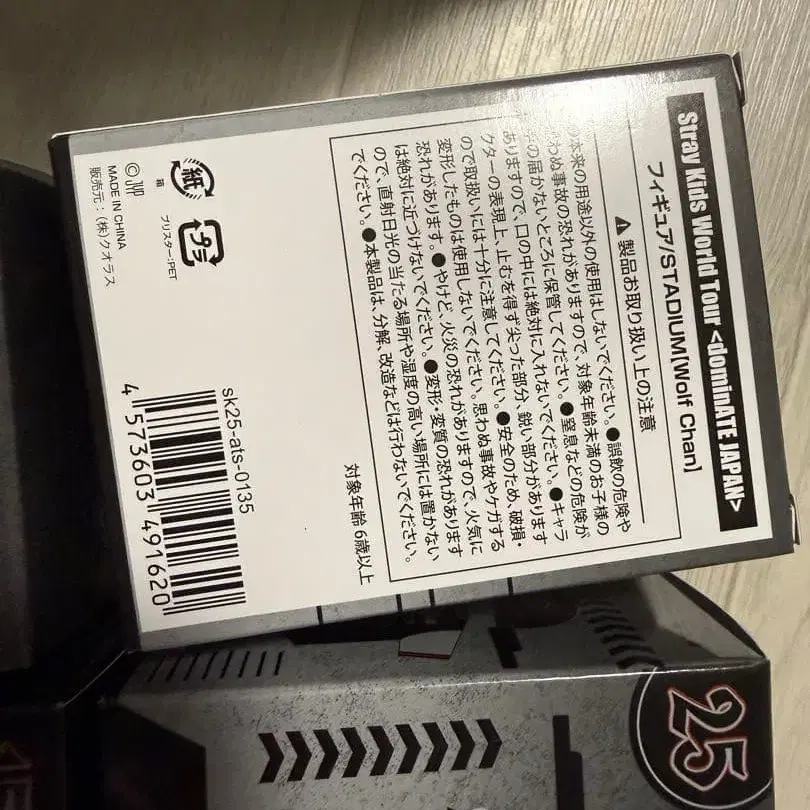 Stray Kids World Tour <dominATE JAPAN>
フィギュア/STADIUM[Wolf Chan]
⚠ 製品お取り扱い上の注意
本来の用途以外の使用はしないでください。●誤飲の危険や
わぬ事故の恐れがありますので、対象年齢未満のお子様の
の届かないところに保管してください。●窒息などの危険が
ありますので、口の中には絶対に入れないでください。●キャラ
クターの表現上、止むを得ず尖った部分、鋭い部分があります
ので取扱いには十分に注意してください。●安全のため、破損・
変形したものは使用しないでください。思わぬ事故やケガする
恐れがあります。●やけど、火災の恐れがありますので、火気に
は絶対に近づけないでください。●変形・変質の恐れがあります
ので、直射日光の当たる場所や湿度の高い場所には置かない
でください。●本製品は、分解、改造などは行わないでください。
対象年齢 6歳以上
紙
箱
プラ
ブリスター:PET
sk25-ats-0135
4 573603 491620
©JYP
MADE IN CHINA
販売元：(株)クオラス
25